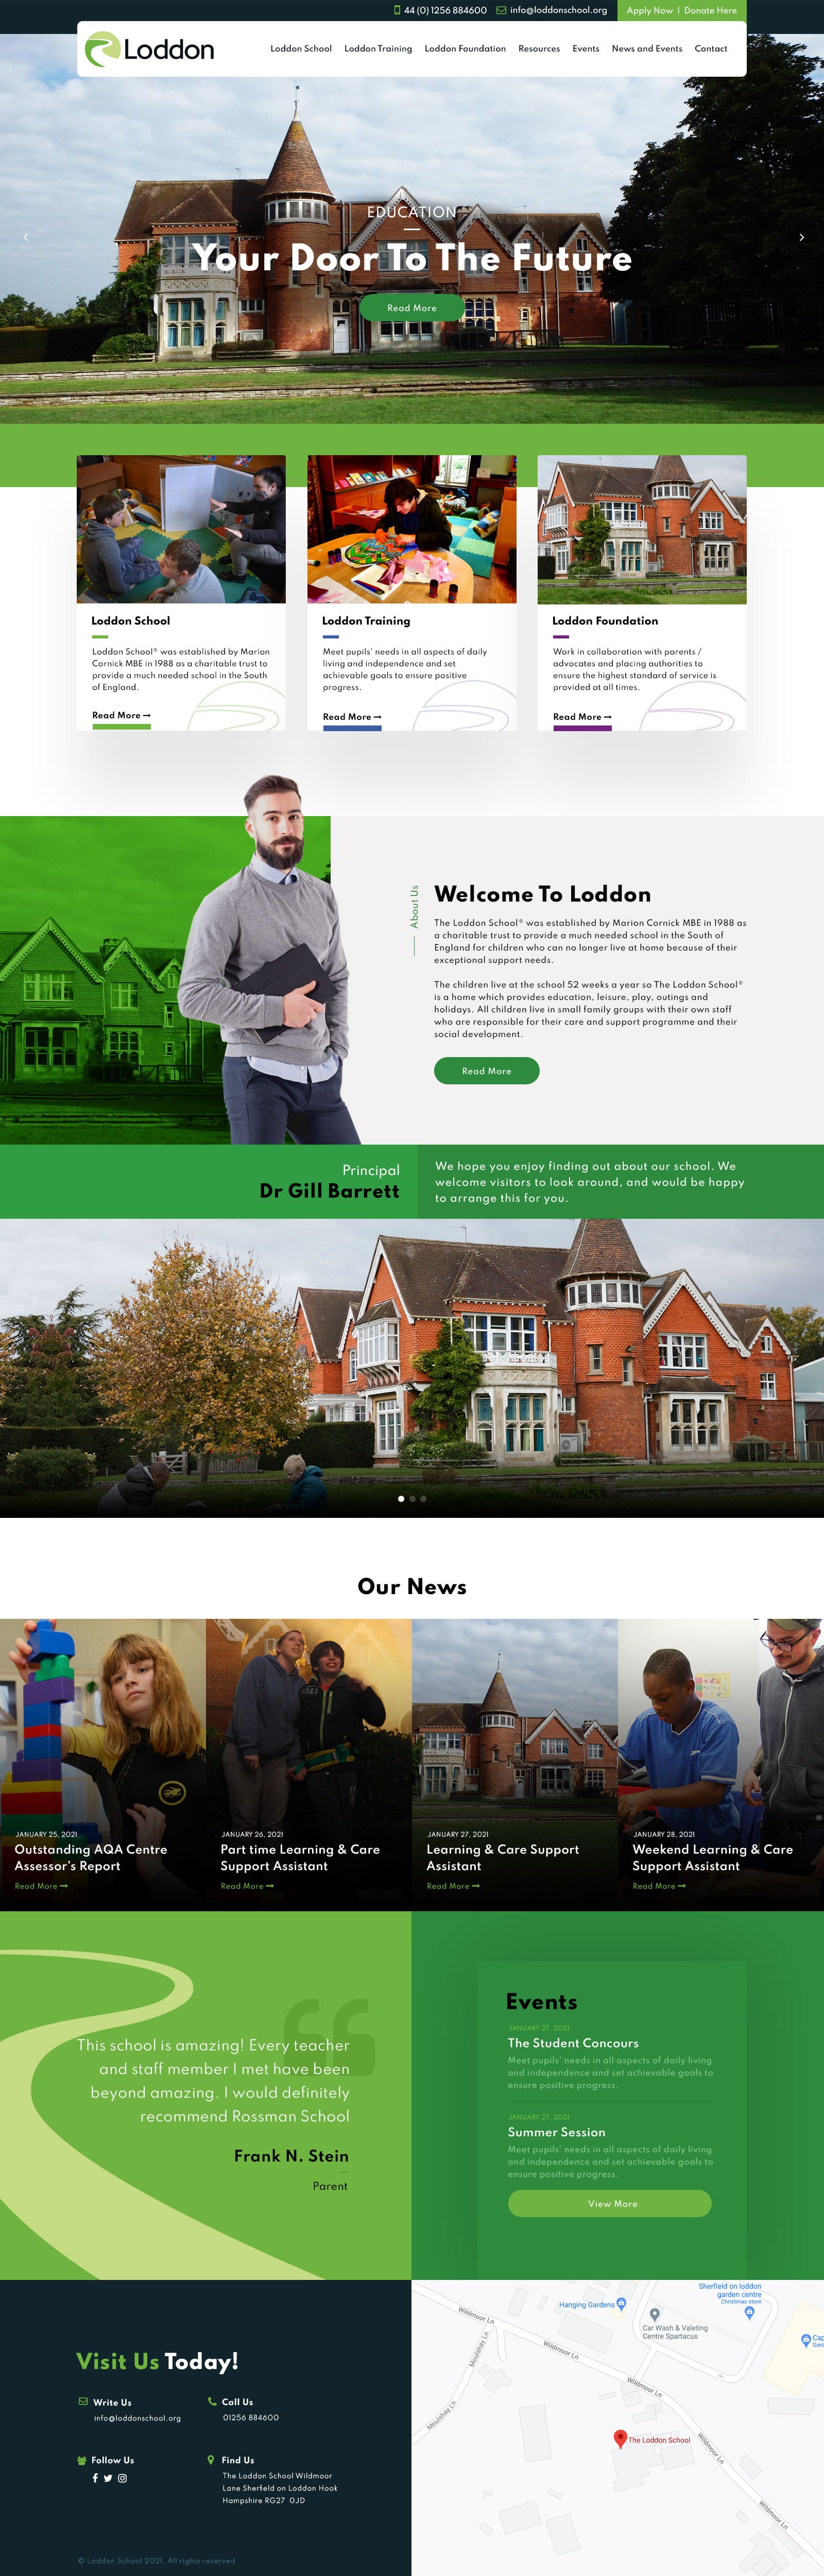 44 (0) 1256 884600
info@loddonschool.org
Apply Now | Donate Here
Loddon
Loddon School
Loddon Training
Loddon Foundation
Resources
Events
News and Events
Contact
EDUCATION
Your Door To The Future
Read More
Loddon School
Loddon School® was established by Marion
Cornick MBE in 1988 as a charitable trust to
provide a much needed school in the South
of England.
Read More
Loddon Training
Meet pupils' needs in all aspects of daily
living and independence and set
achievable goals to ensure positive
progress.
Read More
Loddon Foundation
Work in collaboration with parents /
advocates and placing authorities to
ensure the highest standard of service is
provided at all times.
Read More
About Us
Welcome To Loddon
The Loddon School® was established by Marion Cornick MBE in 1988 as
a charitable trust to provide a much needed school in the South of
England for children who can no longer live at home because of their
exceptional support needs.
The children live at the school 52 weeks a year so The Loddon School®
is a home which provides education, leisure, play, outings and
holidays. All children live in small family groups with their own staff
who are responsible for their care and support programme and their
social development.
Read More
Principal
Dr Gill Barrett
We hope you enjoy finding out about our school. We
welcome visitors to look around, and would be happy
to arrange this for you.
Our News
JANUARY 25, 2021
Outstanding AQA Centre
Assessor's Report
Read More
JANUARY 26, 2021
Part time Learning & Care
Support Assistant
Read More
JANUARY 27, 2021
Learning & Care Support
Assistant
Read More
JANUARY 28, 2021
Weekend Learning & Care
Support Assistant
Read More
This school is amazing! Every teacher
and staff member I met have been
beyond amazing. I would definitely
recommend Rossman School
Frank N. Stein
Parent
Events
JANUARY 27, 2021
The Student Concours
Meet pupils' needs in all aspects of daily living
and independence and set achievable goals to
ensure positive progress.
JANUARY 27, 2021
Summer Session
Meet pupils' needs in all aspects of daily living
and independence and set achievable goals to
ensure positive progress.
View More
Visit Us Today!
Write Us
info@loddonschool.org
Call Us
01256 884600
Follow Us
Find Us
The Loddon School Wildmoor
Lane Sherfield on Loddon Hook
Hampshire RG27 0JD
© Loddon School 2021, All rights reserved
Sherfield on loddon
garden centre
Christmas store
Hanging Gardens
Car Wash & Valeting
Centre Spartacus
Wildmoor Ln
Wildmoor Ln
Moulshay Ln
Wildmoor Ln
Moulshay Ln
The Loddon School
Wildmoor Ln
Wildmoor Ln